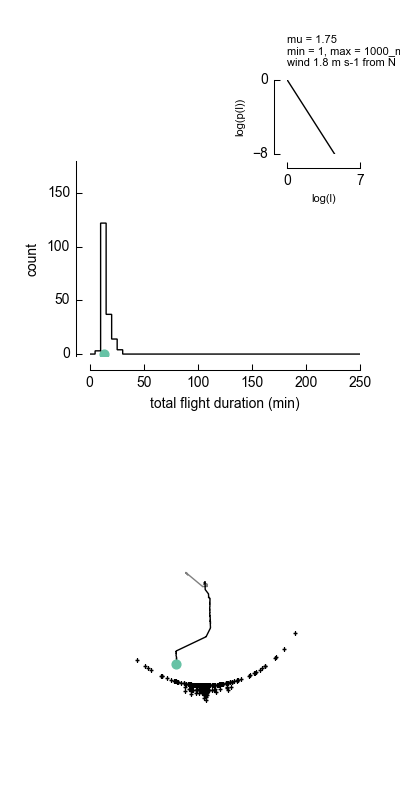 mu = 1.75
min = 1, max = 1000_m
wind 1.8 m s-1 from N
0
log(p(l))
−8
0 7
log(l)
150
100
50
0
count
0 50 100 150 200 250
total flight duration (min)